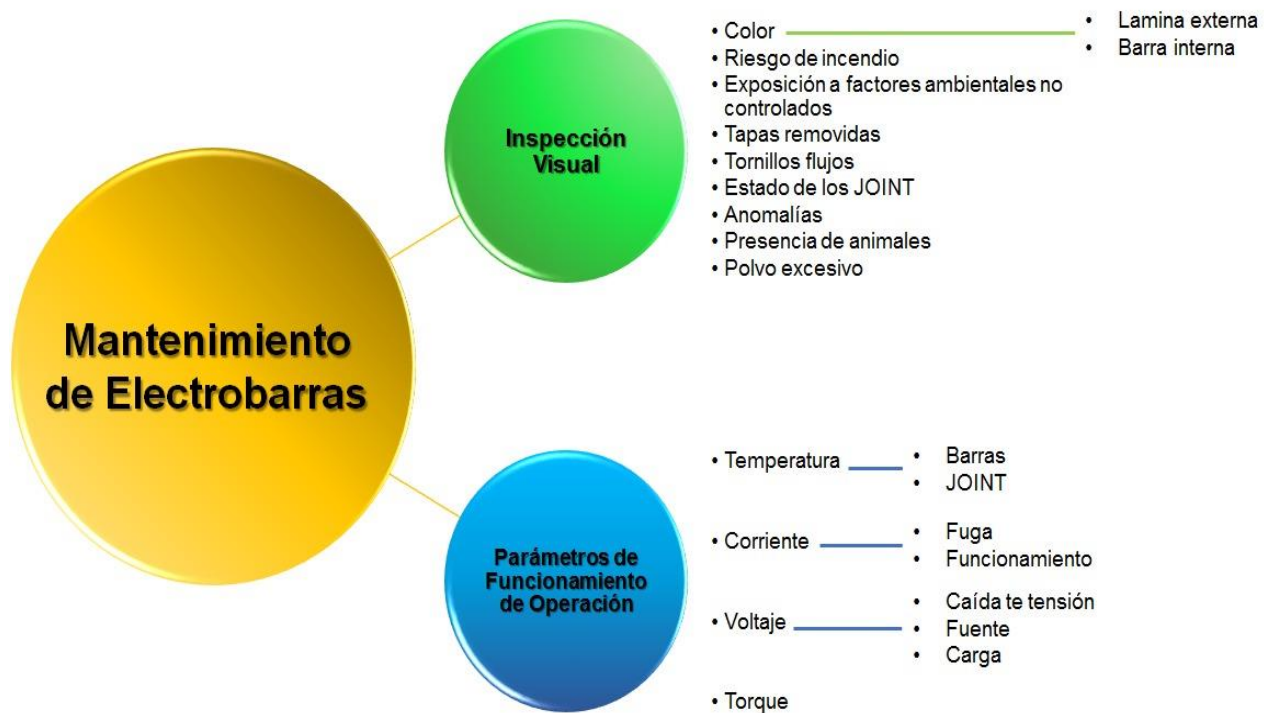 Mantenimiento
de Electrobarras
Inspección
Visual
• Color
• Lamina externa
• Barra interna
• Riesgo de incendio
• Exposición a factores ambientales no
controlados
• Tapas removidas
• Tornillos flujos
• Estado de los JOINT
• Anomalías
• Presencia de animales
• Polvo excesivo
Parámetros de
Funcionamiento
de Operación
• Temperatura
• Barras
• JOINT
• Corriente
• Fuga
• Funcionamiento
• Voltaje
• Caída te tensión
• Fuente
• Carga
• Torque